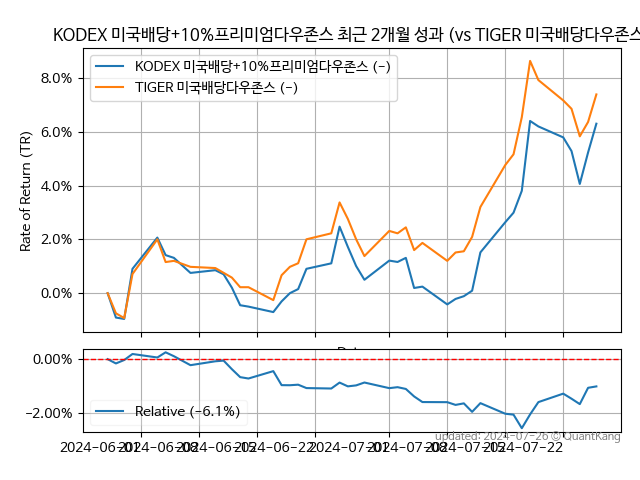 KODEX 미국배당+10%프리미엄다우존스 최근 2개월 성과 (vs TIGER 미국배당다우존스
KODEX 미국배당+10%프리미엄다우존스 (-)
TIGER 미국배당다우존스 (-)
Rate of Return (TR)
8.0%
6.0%
4.0%
2.0%
0.0%
0.00%
−2.00%
Relative (-6.1%)
2024-06-01
2024-06-08
2024-06-15
2024-06-22
2024-07-01
2024-07-08
2024-07-15
2024-07-22
updated: 2024-07-26 © QuantKang